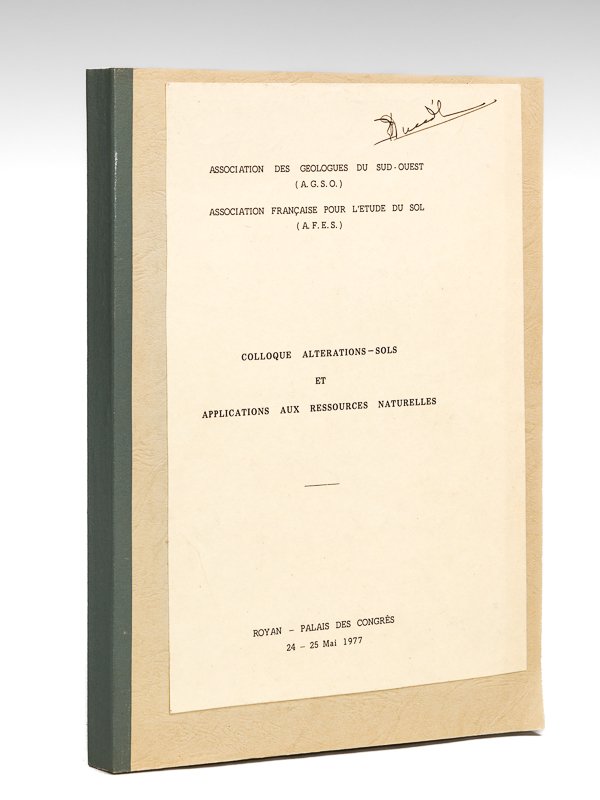 ASSOCIATION DES GEOLOGUES DU SUD-OUEST
(A.G.S.O.)
ASSOCIATION FRANÇAISE POUR L'ETUDE DU SOL
(A.F.E.S.)
COLLOQUE ALTERATIONS-SOLS
ET
APPLICATIONS AUX RESSOURCES NATURELLES
ROYAN - PALAIS DES CONGRÈS
24 - 25 Mai 1977